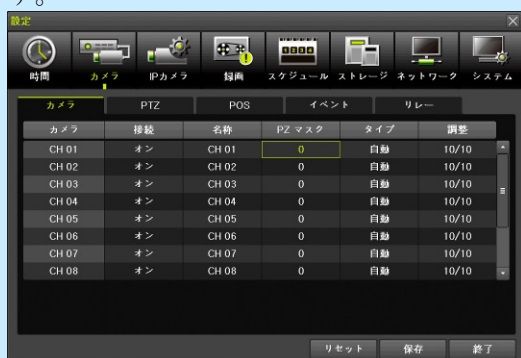 す。
設定
時間 カメラ IPカメラ 録画 スケジュール ストレージ ネットワーク システム
カメラ PTZ POS イベント リレー
カメラ 接続 名称 PZ マスク タイプ 調整
CH 01 オン CH 01 0 自動 10/10
CH 02 オン CH 02 0 自動 10/10
CH 03 オン CH 03 0 自動 10/10
CH 04 オン CH 04 0 自動 10/10
CH 05 オン CH 05 0 自動 10/10
CH 06 オン CH 06 0 自動 10/10
CH 07 オン CH 07 0 自動 10/10
CH 08 オン CH 08 0 自動 10/10
リセット 保存 終了